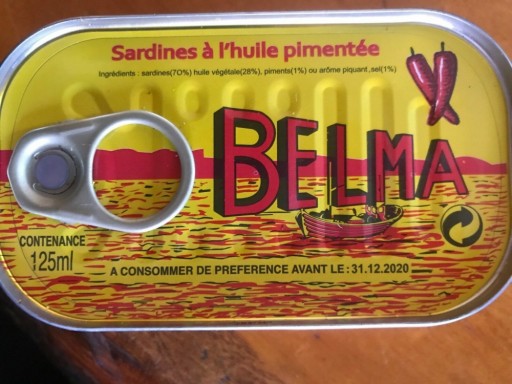 Sardines à l'huile pimentée
Ingrédients : sardines(70%) huile végétale(28%), piments(1%) ou arôme piquant ,sel(1%)
BELMA
CONTENANCE
125ml
A CONSOMMER DE PREFERENCE AVANT LE : 31.12.2020